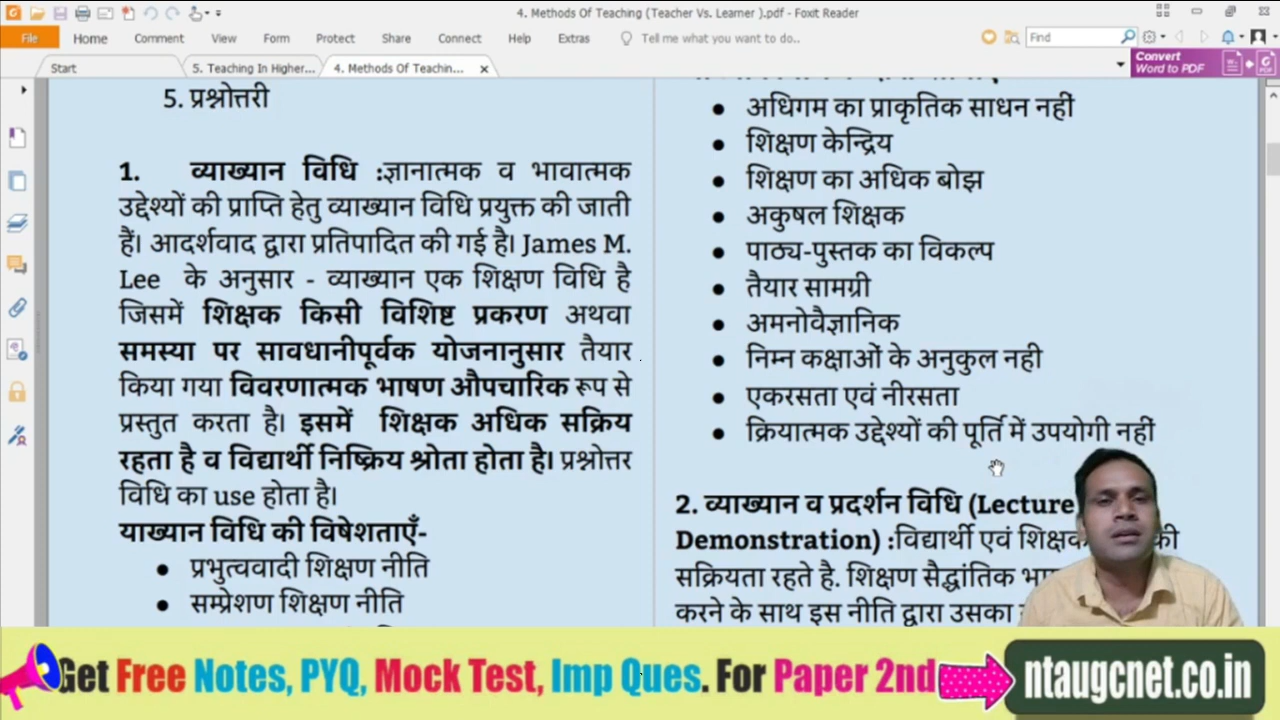 4. Methods Of Teaching (Teacher Vs. Learner ).pdf - Foxit Reader
File Home Comment View Form Protect Share Connect Help Extras Tell me what you want to do.. Find
Start 5. Teaching In Higher... 4. Methods Of Teachin...
Convert
Word to PDF
5. प्रश्नोत्तरी
1. व्याख्यान विधि :ज्ञानात्मक व भावात्मक
उद्देश्यों की प्राप्ति हेतु व्याख्यान विधि प्रयुक्त की जाती
हैं। आदर्शवाद द्वारा प्रतिपादित की गई है। James M.
Lee के अनुसार - व्याख्यान एक शिक्षण विधि है
जिसमें शिक्षक किसी विशिष्ट प्रकरण अथवा
समस्या पर सावधानीपूर्वक योजनानुसार तैयार
किया गया विवरणात्मक भाषण औपचारिक रूप से
प्रस्तुत करता है। इसमें शिक्षक अधिक सक्रिय
रहता है व विद्यार्थी निष्क्रिय श्रोता होता है। प्रश्नोत्तर
विधि का use होता है।
याख्यान विधि की विषेशताएँ-
● प्रभुत्ववादी शिक्षण नीति
● सम्प्रेशण शिक्षण नीति
● अधिगम का प्राकृतिक साधन नहीं
● शिक्षण केन्द्रिय
● शिक्षण का अधिक बोझ
● अकुषल शिक्षक
● पाठ्य-पुस्तक का विकल्प
● तैयार सामग्री
● अमनोवैज्ञानिक
● निम्न कक्षाओं के अनुकुल नही
● एकरसता एवं नीरसता
● क्रियात्मक उद्देश्यों की पूर्ति में उपयोगी नहीं
2. व्याख्यान व प्रदर्शन विधि (Lecture
Demonstration) :विद्यार्थी एवं शिक्षक की
सक्रियता रहते है. शिक्षण सैद्धांतिक
करने के साथ इस नीति द्वारा उसका
Get Free Notes, PYQ, Mock Test, Imp Ques. For Paper 2nd
ntaugcnet.co.in